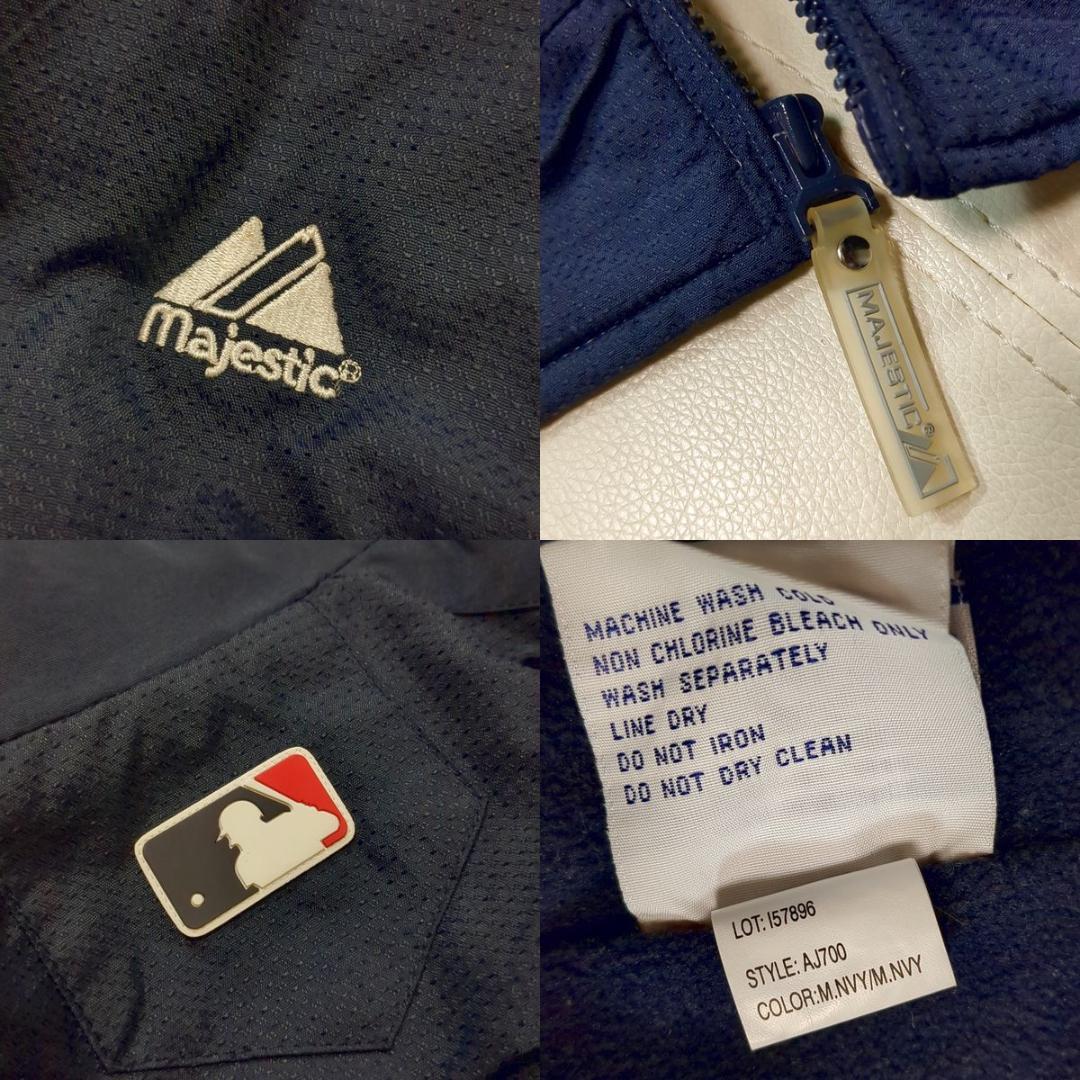 Majestic®
MAJESTIC®
MACHINE WASH COLD
NON CHLORINE BLEACH ONLY
WASH SEPARATELY
LINE DRY
DO NOT IRON
DO NOT DRY CLEAN
LOT: I57896
STYLE: AJ700
COLOR:M.NVY/M.NVY